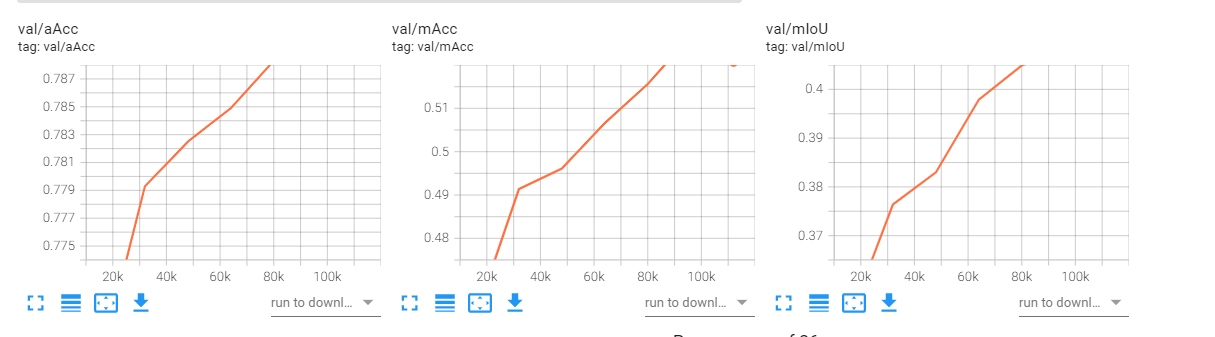 val/aAcc
tag: val/aAcc
0.787
0.785
0.783
0.781
0.779
0.777
0.775
20k 40k 60k 80k 100k
run to downl...
val/mAcc
tag: val/mAcc
0.51
0.5
0.49
0.48
20k 40k 60k 80k 100k
run to downl...
val/mIoU
tag: val/mIoU
0.4
0.39
0.38
0.37
20k 40k 60k 80k 100k
run to downl...